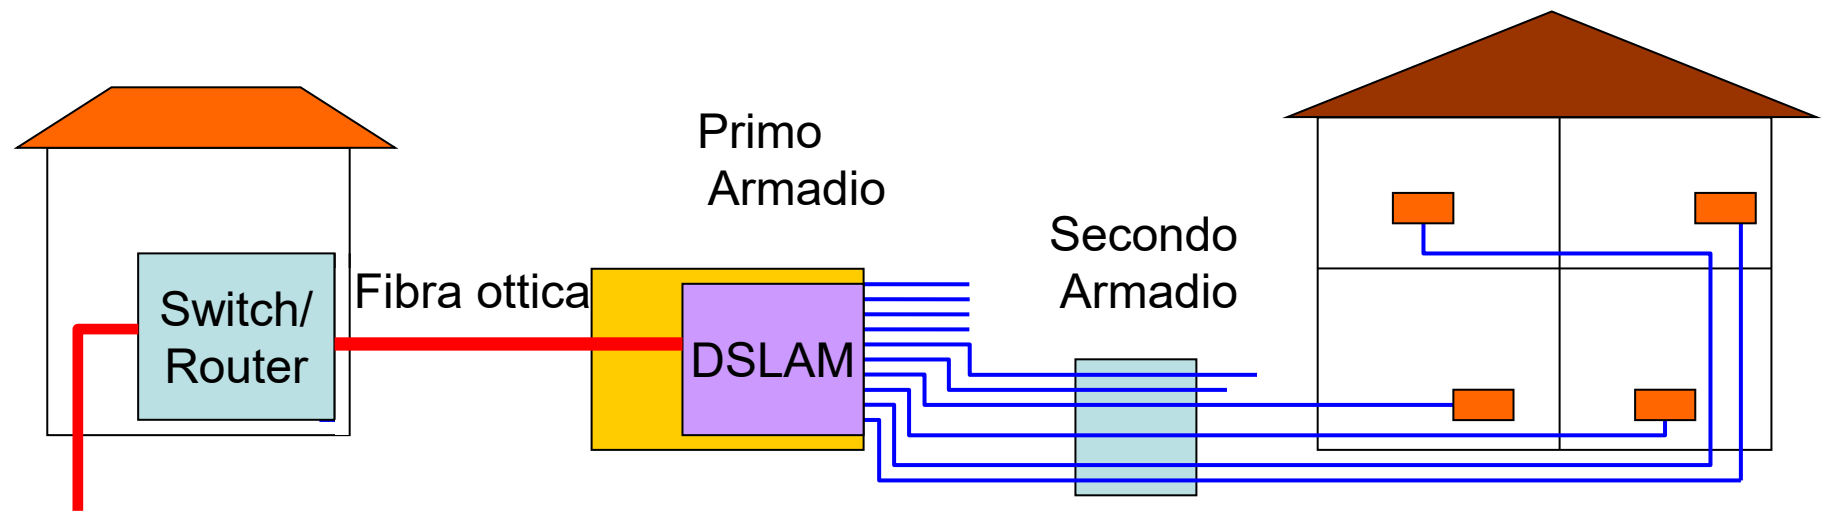 Primo
Armadio
Secondo
Armadio
Switch/
Router
Fibra ottica
DSLAM